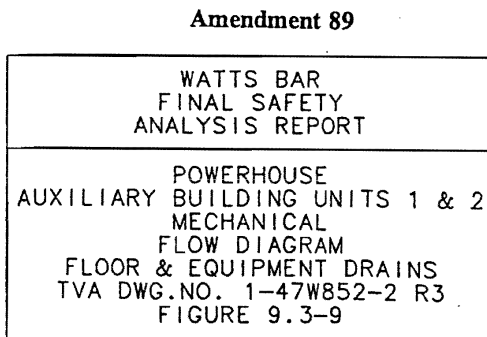 Amendment 89
WATTS BAR
FINAL SAFETY
ANALYSIS REPORT
POWERHOUSE
AUXILIARY BUILDING UNITS 1 & 2
MECHANICAL
FLOW DIAGRAM
FLOOR & EQUIPMENT DRAINS
TVA DWG.NO. 1-47W852-2 R3
FIGURE 9.3-9